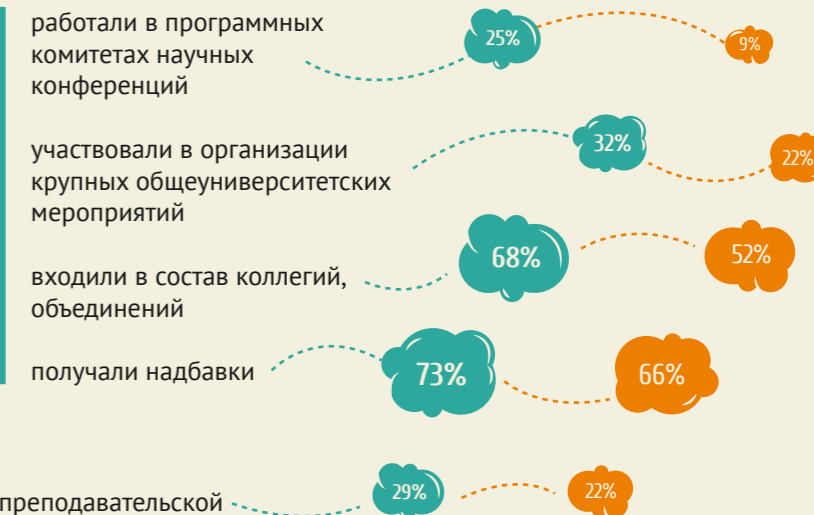 работали в программных
комитетах научных
конференций
25%
9%
участвовали в организации
крупных общеуниверситетских
мероприятий
32%
22%
входили в состав коллегий,
объединений
68%
52%
получали надбавки
73%
66%
преподавательской
29%
22%